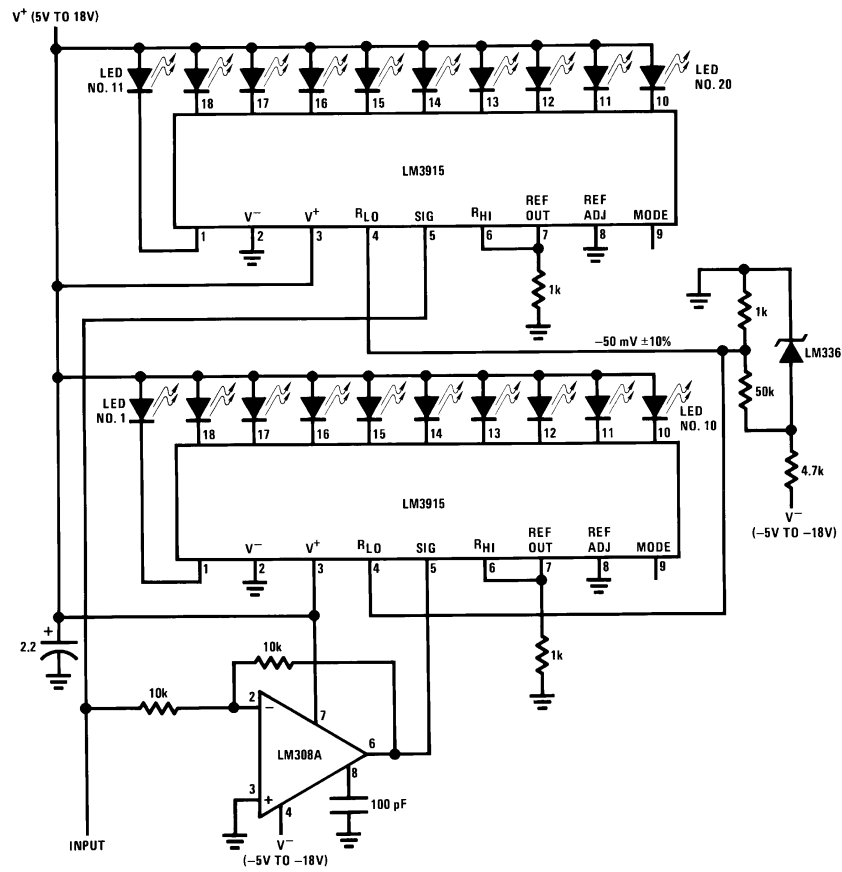 V+ (5V TO 18V)
LED
NO. 11
LED
NO. 20
18 17 16 15 14 13 12 11 10
LM3915
V− V+ RLO SIG RHI REF OUT REF ADJ MODE
1 2 3 4 5 6 7 8 9
1k
−50 mV ±10%
1k
LM336
50k
4.7k
V−
(−5V TO −18V)
LED
NO. 1
LED
NO. 10
18 17 16 15 14 13 12 11 10
LM3915
V− V+ RLO SIG RHI REF OUT REF ADJ MODE
1 2 3 4 5 6 7 8 9
1k
+
2.2
10k
10k
2
−
7
LM308A
6
8
3
+
4
100 pF
V−
(−5V TO −18V)
INPUT